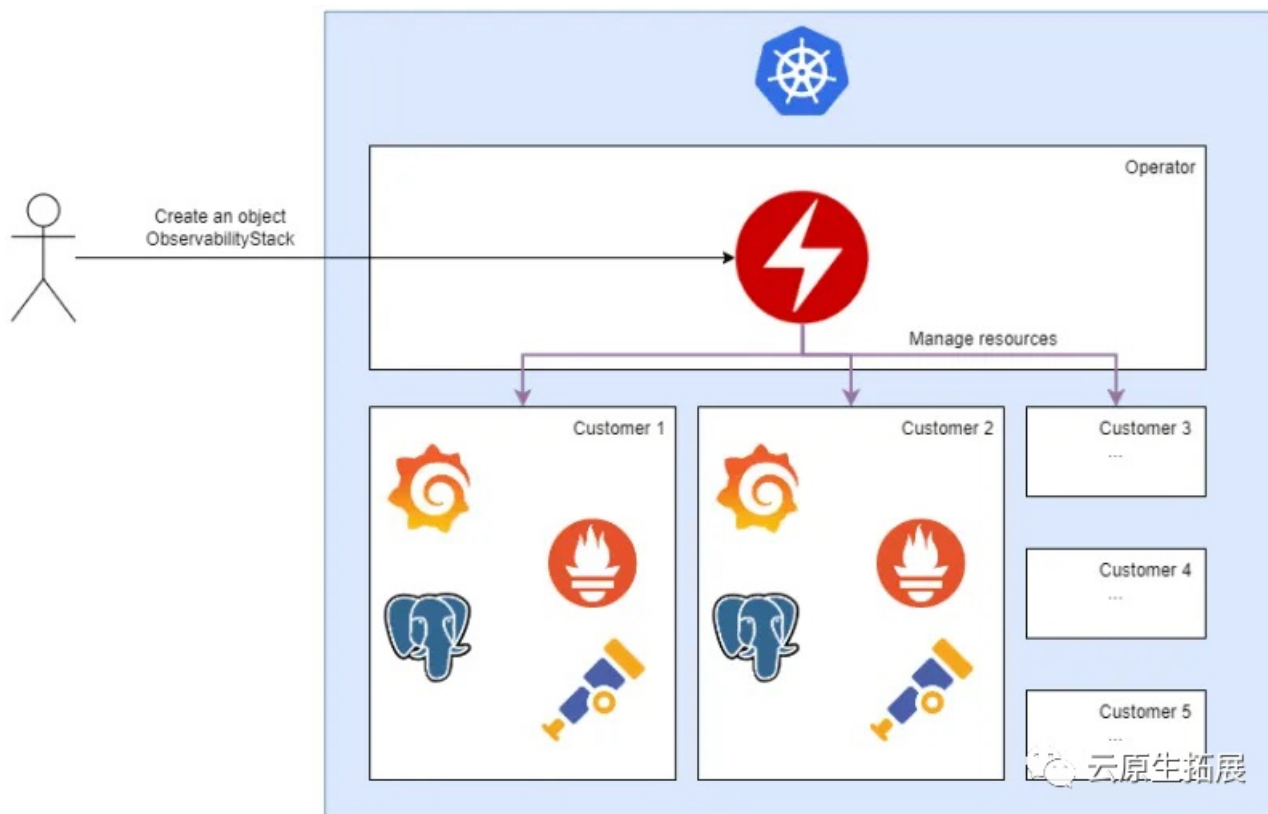 Operator
Create an object
ObservabilityStack
Manage resources
Customer 1
Customer 2
Customer 3
...
Customer 4
...
Customer 5
...
云原生拓展